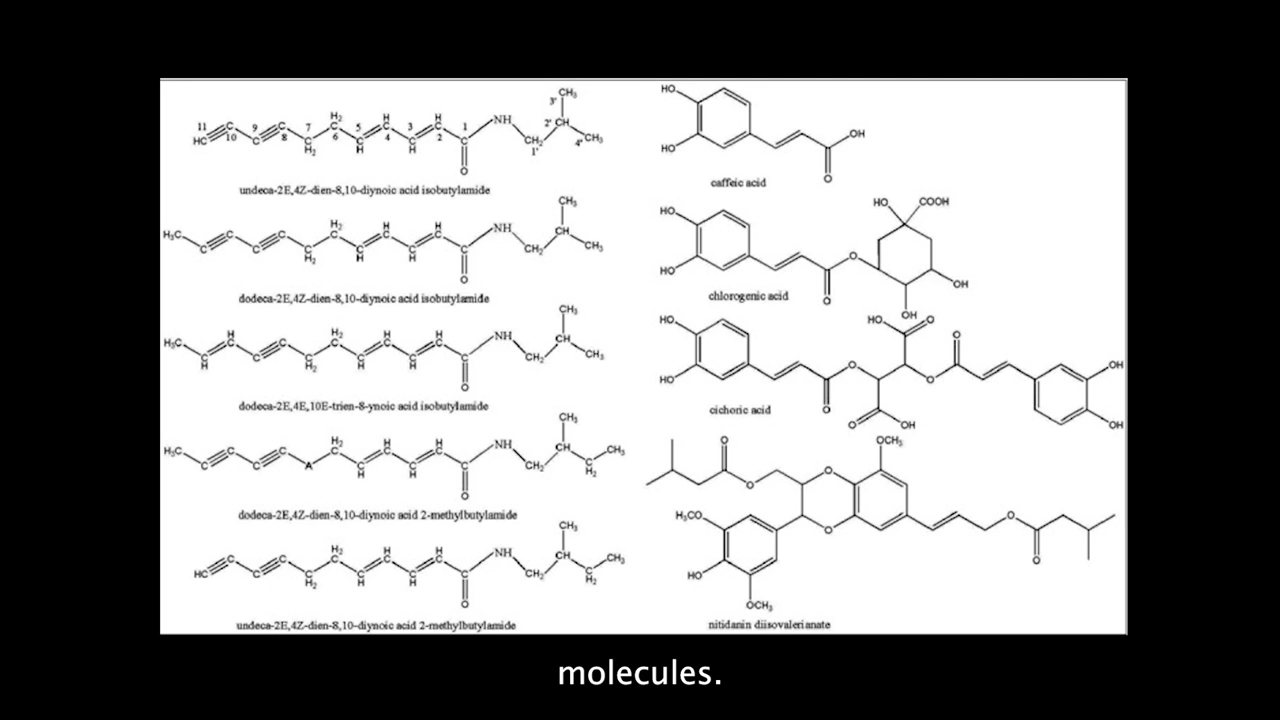 undeca-2E,4Z-dien-8,10-diynoic acid isobutylamide
dodeca-2E,4Z-dien-8,10-diynoic acid isobutylamide
dodeca-2E,4E,10E-trien-8-ynoic acid isobutylamide
dodeca-2E,4Z-dien-8,10-diynoic acid 2-methylbutylamide
undeca-2E,4Z-dien-8,10-diynoic acid 2-methylbutylamide
caffeic acid
chlorogenic acid
cichoric acid
nitidanin diisovalerianate
molecules.